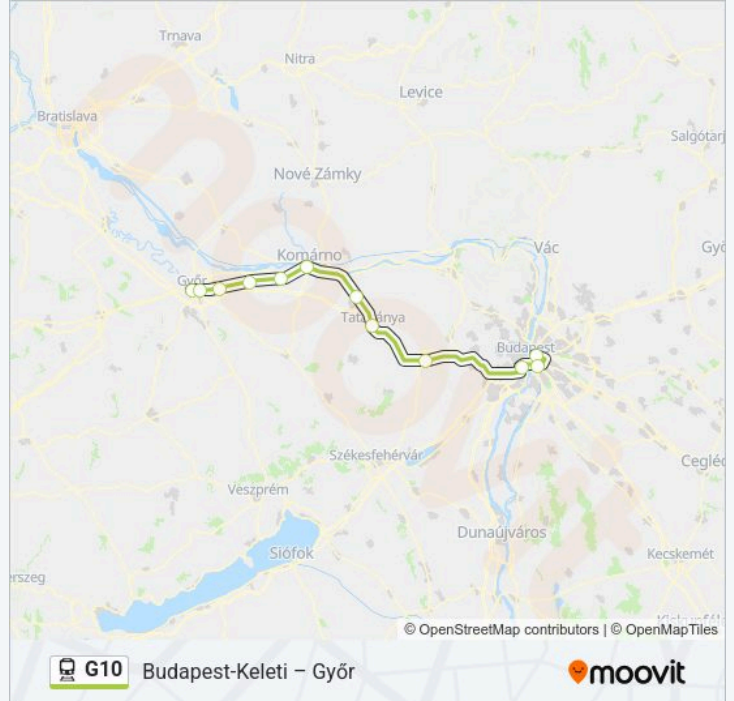 Trnava
Nitra
Levice
Bratislava
Salgótarj
Nové Zámky
Komárno
Vác
Győr
Tatabánya
Budapest
Székesfehérvár
Cegléd
Veszprém
Dunaújváros
Siófok
Kecskemét
erszeg
© OpenStreetMap contributors | © OpenMapTiles
G10 Budapest-Keleti – Győr
moovit